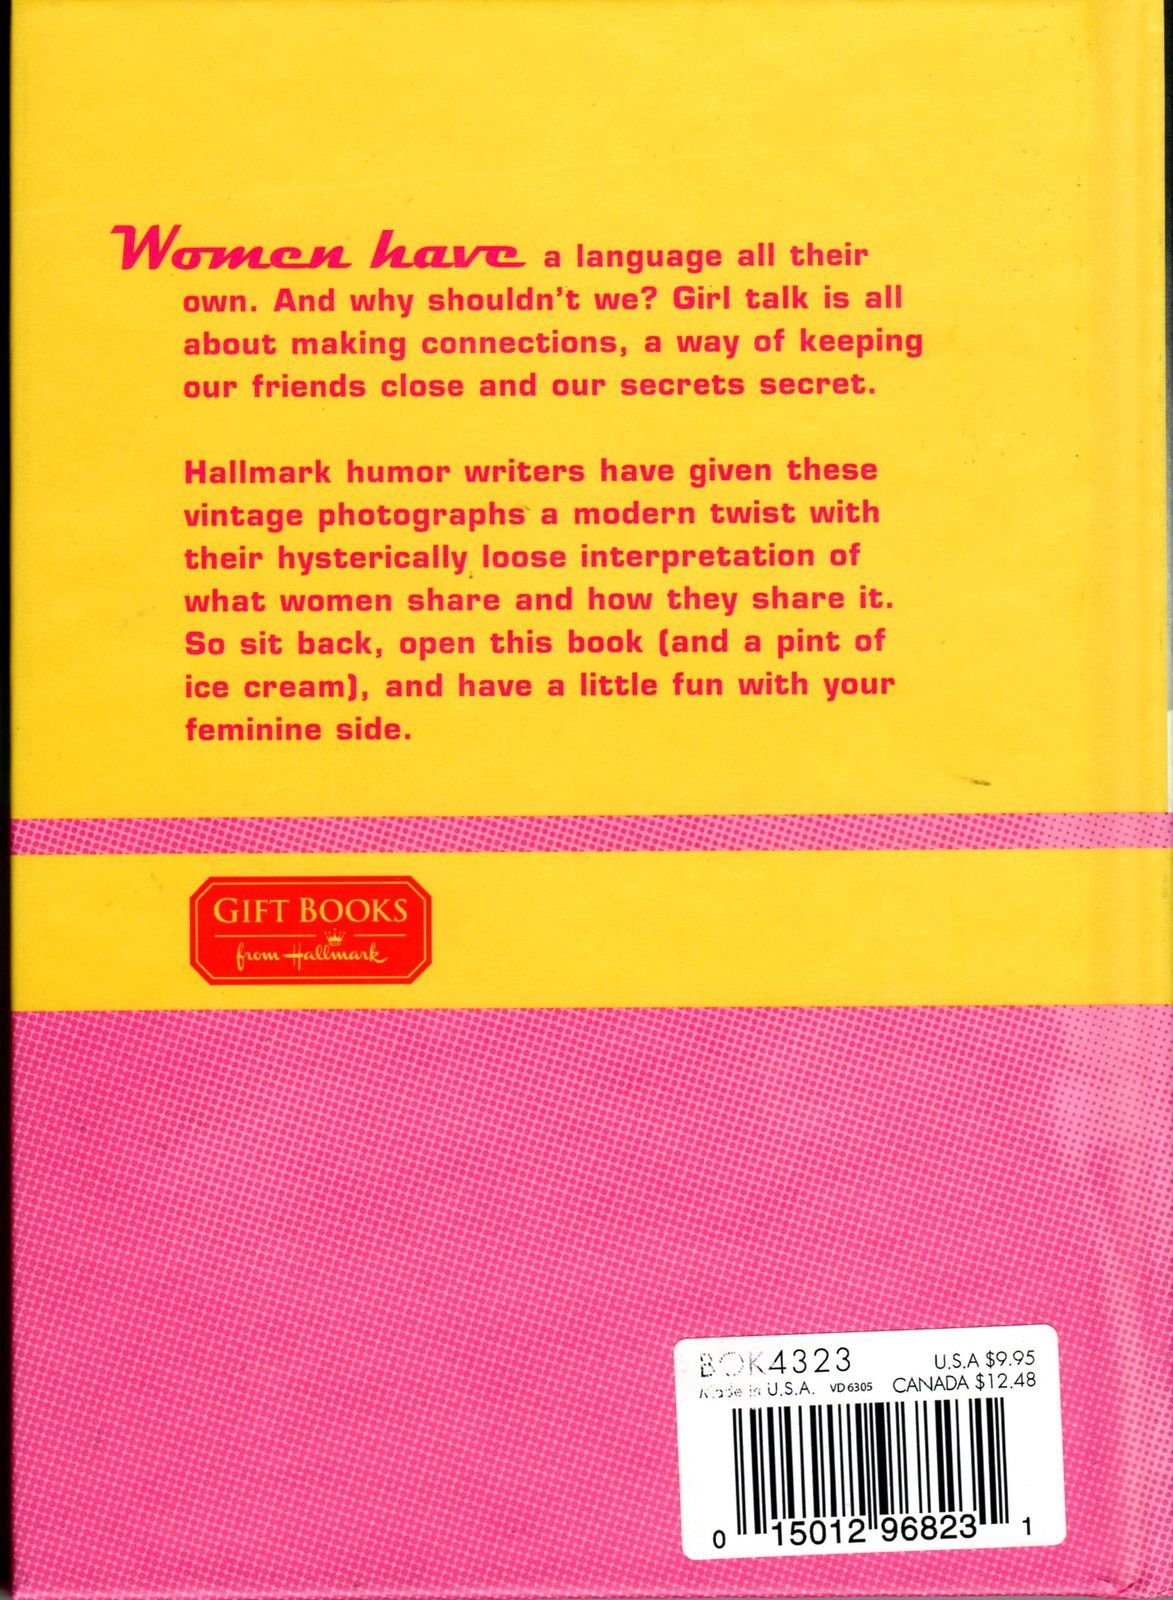 Women have a language all their
own. And why shouldn't we? Girl talk is all
about making connections, a way of keeping
our friends close and our secrets secret.
Hallmark humor writers have given these
vintage photographs a modern twist with
their hysterically loose interpretation of
what women share and how they share it.
So sit back, open this book (and a pint of
ice cream), and have a little fun with your
feminine side.
GIFT BOOKS
from Hallmark
BOK4323 U.S.A $9.95
Made in U.S.A. VD6305 CANADA $12.48
0 15012 96823 1